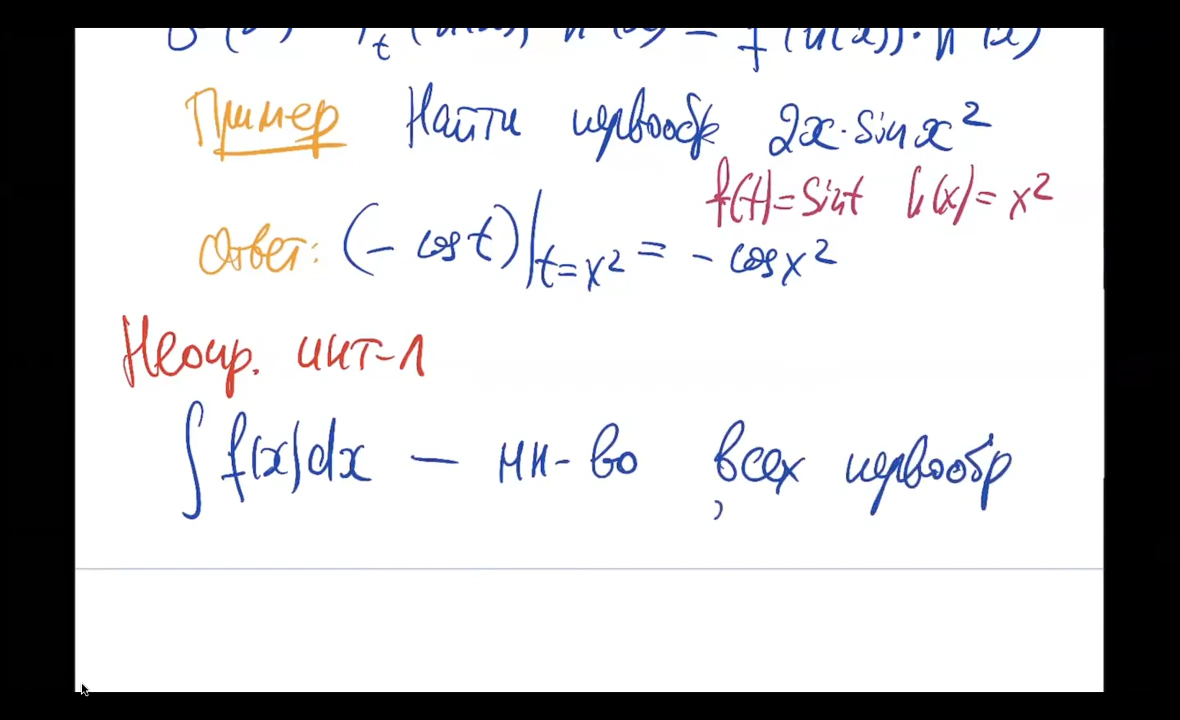 = f(h(x))·h'(x)
Пример Найти первообр 2x·sin x²
f(t)=sin t h(x)= x²
Ответ: (- cos t)|t=x² = - cos x²
Неопр. инт-л
∫ f(x)dx — мн-во всех первообр